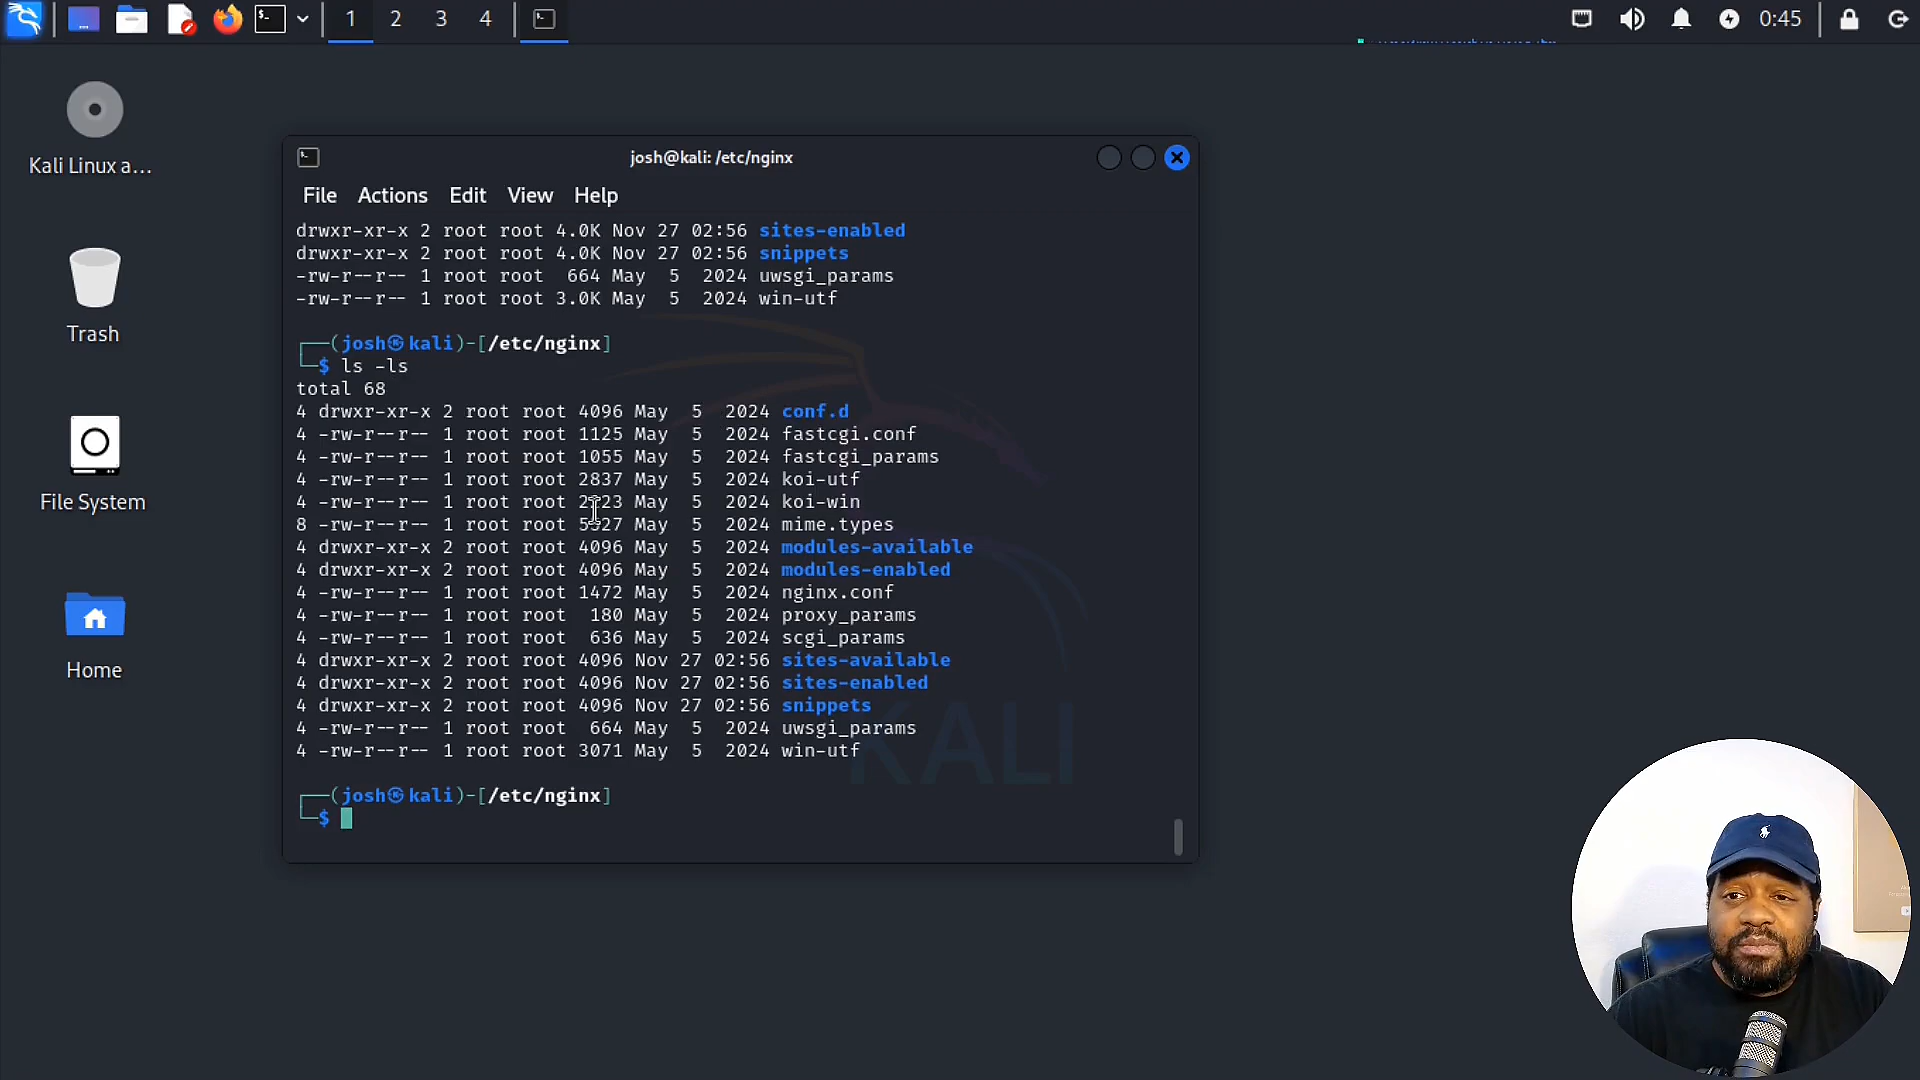 1 2 3 4 0:45
Kali Linux a...
Trash
File System
Home
josh@kali: /etc/nginx
File Actions Edit View Help
drwxr-xr-x 2 root root 4.0K Nov 27 02:56 sites-enabled
drwxr-xr-x 2 root root 4.0K Nov 27 02:56 snippets
-rw-r--r-- 1 root root  664 May  5  2024 uwsgi_params
-rw-r--r-- 1 root root 3.0K May  5  2024 win-utf
┌──(josh㉿kali)-[/etc/nginx]
└─$ ls -ls
total 68
4 drwxr-xr-x 2 root root 4096 May  5  2024 conf.d
4 -rw-r--r-- 1 root root 1125 May  5  2024 fastcgi.conf
4 -rw-r--r-- 1 root root 1055 May  5  2024 fastcgi_params
4 -rw-r--r-- 1 root root 2837 May  5  2024 koi-utf
4 -rw-r--r-- 1 root root May  5  2024 koi-win
8 -rw-r--r-- 1 root root May  5  2024 mime.types
4 drwxr-xr-x 2 root root 4096 May  5  2024 modules-available
4 drwxr-xr-x 2 root root 4096 May  5  2024 modules-enabled
4 -rw-r--r-- 1 root root 1472 May  5  2024 nginx.conf
4 -rw-r--r-- 1 root root  180 May  5  2024 proxy_params
4 -rw-r--r-- 1 root root  636 May  5  2024 scgi_params
4 drwxr-xr-x 2 root root 4096 Nov 27 02:56 sites-available
4 drwxr-xr-x 2 root root 4096 Nov 27 02:56 sites-enabled
4 drwxr-xr-x 2 root root 4096 Nov 27 02:56 snippets
4 -rw-r--r-- 1 root root  664 May  5  2024 uwsgi_params
4 -rw-r--r-- 1 root root 3071 May  5  2024 win-utf
KALI
┌──(josh㉿kali)-[/etc/nginx]
└─$